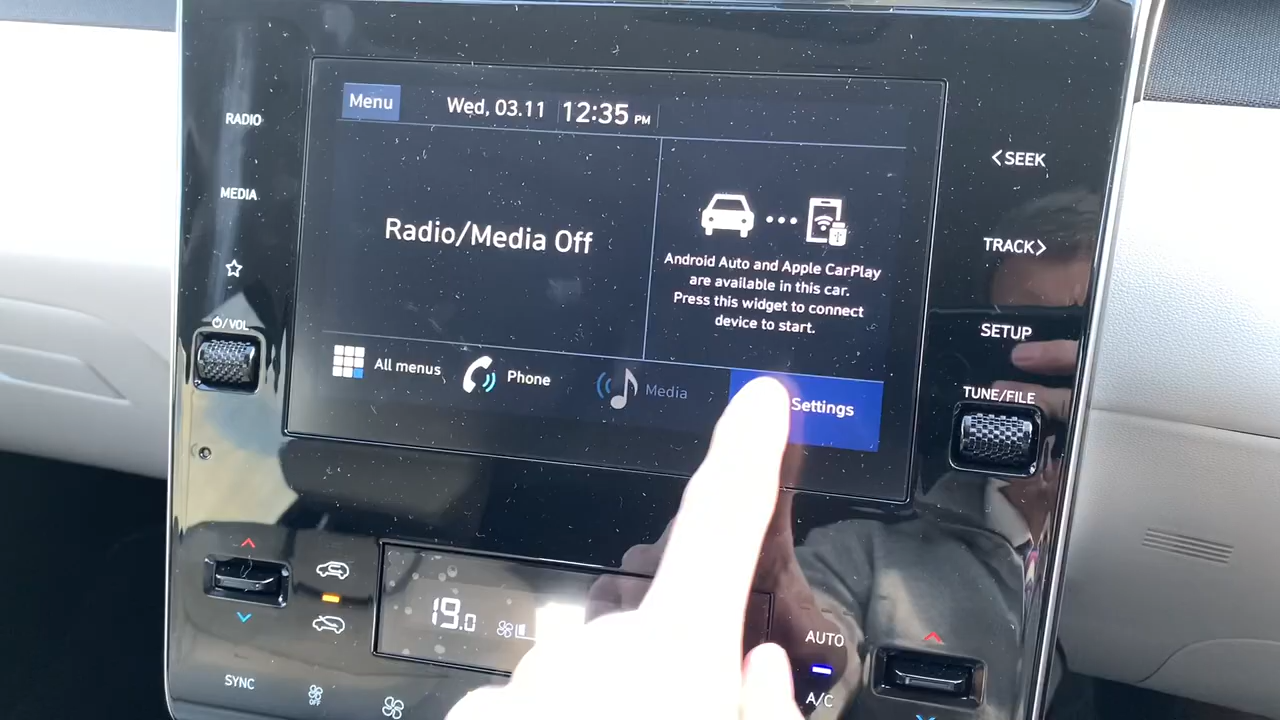 Menu
Wed, 03.11 12:35 PM
RADIO
MEDIA
/VOL
Radio/Media Off
Android Auto and Apple CarPlay
are available in this car.
Press this widget to connect
device to start.
All menus
Phone
Media
Settings
<SEEK
TRACK>
SETUP
TUNE/FILE
19.0
SYNC
OFF
AUTO
A/C